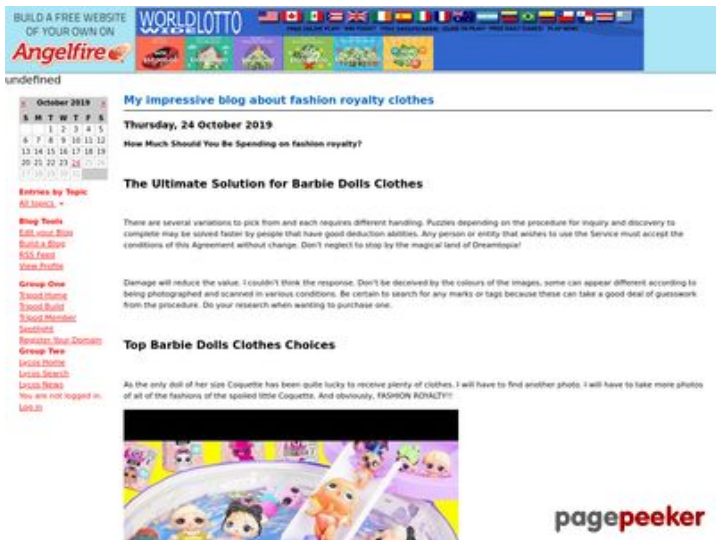 BUILD A FREE WEBSITE
OF YOUR OWN ON
Angelfire
WORLD LOTTO
WIDE
undefined
« October 2019 »
S M T W T F S
1 2 3 4 5
6 7 8 9 10 11 12
13 14 15 16 17 18 19
20 21 22 23 24 25 26
27 28 29 30 31
Entries by Topic
All topics
Blog Tools
Edit your Blog
Build a Blog
RSS Feed
View Profile
Group One
Tripod Home
Tripod Build
Tripod Member
Spotlight
Register Your Domain
Group Two
Lycos Home
Lycos Search
Lycos News
You are not logged in.
Log in
My impressive blog about fashion royalty clothes
Thursday, 24 October 2019
How Much Should You Be Spending on fashion royalty?
The Ultimate Solution for Barbie Dolls Clothes
There are several variations to pick from and each requires different handling. Puzzles depending on the procedure for inquiry and discovery to
complete may be solved faster by people that have good deduction abilities. Any person or entity that wishes to use the Service must accept the
conditions of this Agreement without change. Don't neglect to stop by the magical land of Dreamtopia!
Damage will reduce the value. I couldn't think the response. Don't be deceived by the colours of the images, some can appear different according to
being photographed and scanned in various conditions. Be certain to search for any marks or tags because these can take a good deal of guesswork
from the procedure. Do your research when wanting to purchase one.
Top Barbie Dolls Clothes Choices
As the only doll of her size Coquette has been quite lucky to receive plenty of clothes. I will have to find another photo. I will have to take more photos
of all of the fashions of the spoiled little Coquette. And obviously, FASHION ROYALTY!!!
pagepeeker